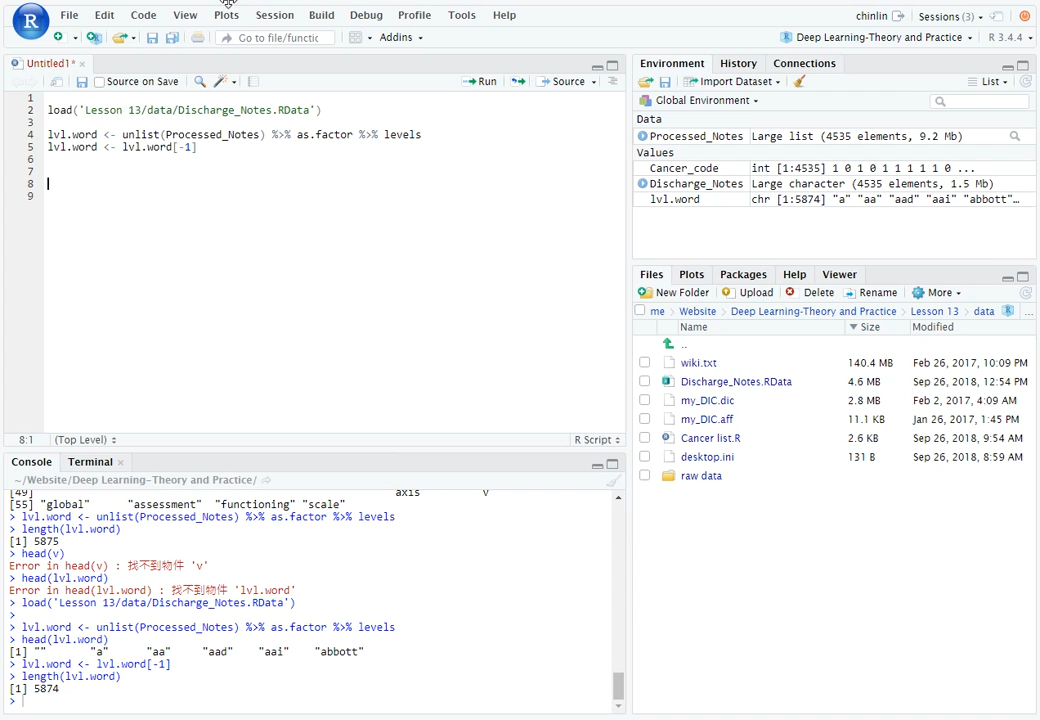 File Edit Code View Plots Session Build Debug Profile Tools Help
chinlin Sessions (3)
Go to file/functic Addins
Deep Learning-Theory and Practice R 3.4.4
Untitled1*
Source on Save Run Source
1
2 load('Lesson 13/data/Discharge_Notes.RData')
3
4 lvl.word <- unlist(Processed_Notes) %>% as.factor %>% levels
5 lvl.word <- lvl.word[-1]
6
7
8
9
8:1 (Top Level) R Script
Console Terminal
~/Website/Deep Learning-Theory and Practice/
[49] axis v
[55] "global" "assessment" "functioning" "scale"
> lvl.word <- unlist(Processed_Notes) %>% as.factor %>% levels
> length(lvl.word)
[1] 5875
> head(v)
Error in head(v) : 找不到物件 'v'
> head(lvl.word)
Error in head(lvl.word) : 找不到物件 'lvl.word'
> load('Lesson 13/data/Discharge_Notes.RData')
>
> lvl.word <- unlist(Processed_Notes) %>% as.factor %>% levels
> head(lvl.word)
[1] "" "a" "aa" "aad" "aai" "abbott"
> lvl.word <- lvl.word[-1]
> length(lvl.word)
[1] 5874
>
Environment History Connections
Import Dataset List
Global Environment
Data
Processed_Notes Large list (4535 elements, 9.2 Mb)
Values
Cancer_code int [1:4535] 1 0 1 0 1 1 1 1 1 0 ...
Discharge_Notes Large character (4535 elements, 1.5 Mb)
lvl.word chr [1:5874] "a" "aa" "aad" "aai" "abbott"…
Files Plots Packages Help Viewer
New Folder Upload Delete Rename More
me Website Deep Learning-Theory and Practice Lesson 13 data ...
Name Size Modified
..
wiki.txt 140.4 MB Feb 26, 2017, 10:09 PM
Discharge_Notes.RData 4.6 MB Sep 26, 2018, 12:54 PM
my_DIC.dic 2.8 MB Feb 2, 2017, 4:09 AM
my_DIC.aff 11.1 KB Jan 26, 2017, 1:45 PM
Cancer list.R 2.6 KB Sep 26, 2018, 9:54 AM
desktop.ini 131 B Sep 26, 2018, 8:59 AM
raw data